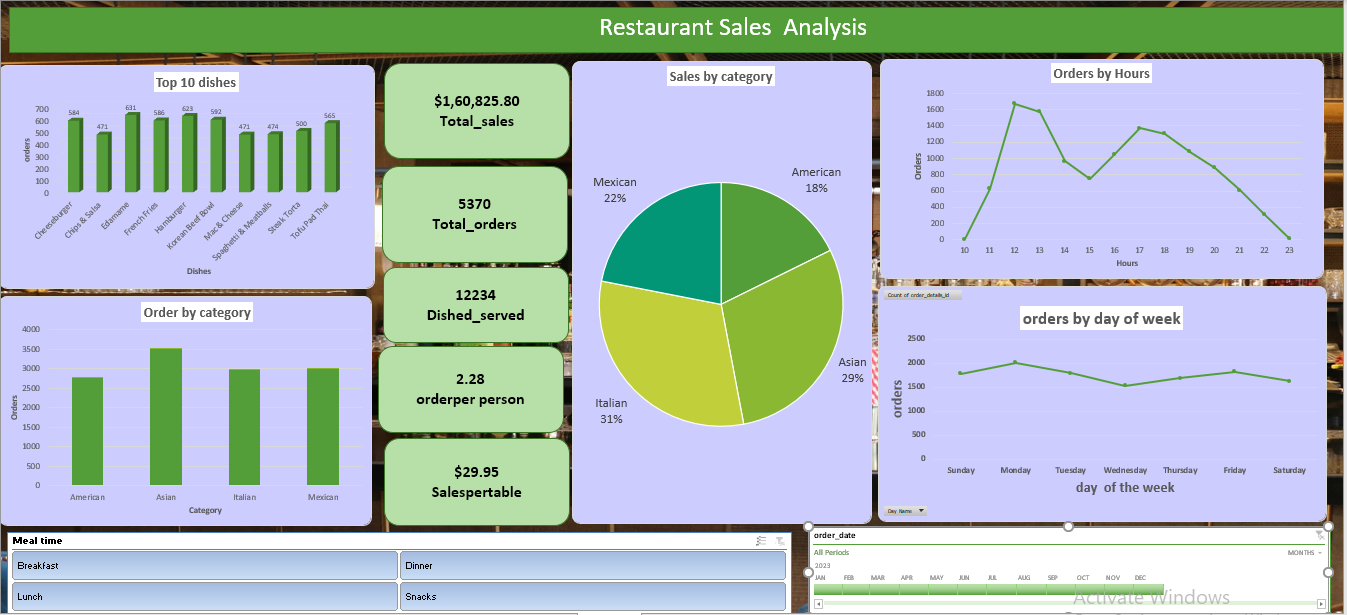 Restaurant Sales  Analysis
Top 10 dishes
700
600
500
400
300
200
100
0
orders
584
471
631
586
623
592
471
474
500
565
Cheeseburger
Chips & Salsa
Edamame
French Fries
Hamburger
Korean Beef Bowl
Mac & Cheese
Spaghetti & Meatballs
Steak Torta
Tofu Pad Thai
Dishes
Order by category
4000
3500
3000
2500
2000
1500
1000
500
0
Orders
American
Asian
Italian
Mexican
Category
$1,60,825.80
Total_sales
5370
Total_orders
12234
Dished_served
2.28
orderper person
$29.95
Salespertable
Sales by category
American
18%
Asian
29%
Italian
31%
Mexican
22%
Orders by Hours
1800
1600
1400
1200
1000
800
600
400
200
0
Orders
10 11 12 13 14 15 16 17 18 19 20 21 22 23
Hours
Count of order_details_id
orders by day of week
2500
2000
1500
1000
500
0
orders
Sunday Monday Tuesday Wednesday Thursday Friday Saturday
day  of the week
Day Name
Meal time
Breakfast
Dinner
Lunch
Snacks
order_date
All Periods
MONTHS
2023
JAN FEB MAR APR MAY JUN JUL AUG SEP OCT NOV DEC
Activate Windows